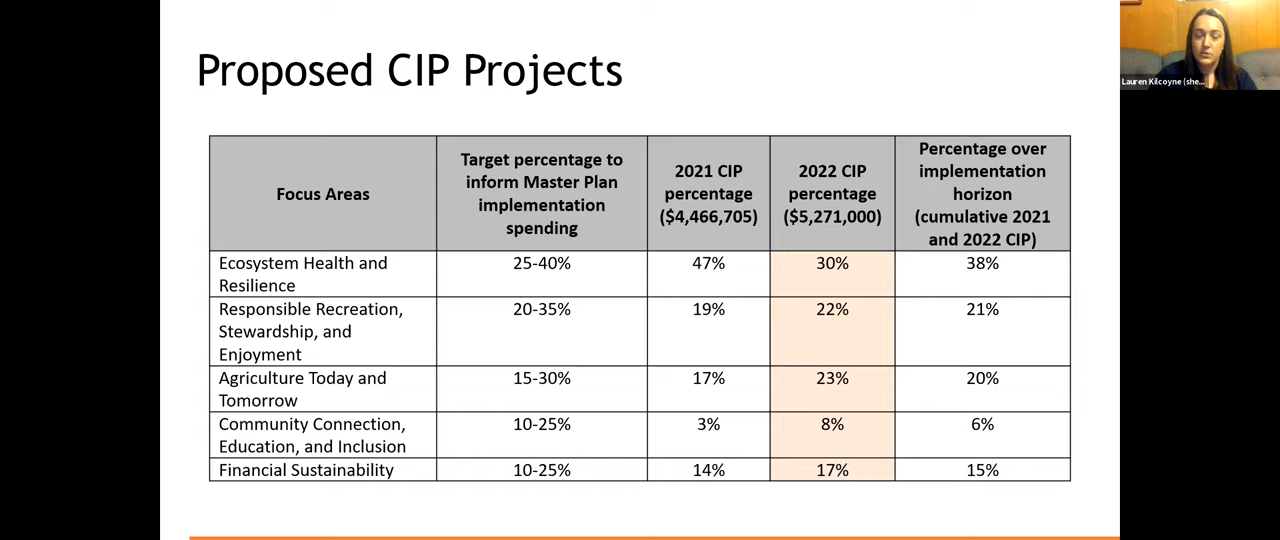 Proposed CIP Projects
Lauren Kilcoyne (she...
Focus Areas
Target percentage to
inform Master Plan
implementation
spending
2021 CIP
percentage
($4,466,705)
2022 CIP
percentage
($5,271,000)
Percentage over
implementation
horizon
(cumulative 2021
and 2022 CIP)
Ecosystem Health and
Resilience
25-40%
47%
30%
38%
Responsible Recreation,
Stewardship, and
Enjoyment
20-35%
19%
22%
21%
Agriculture Today and
Tomorrow
15-30%
17%
23%
20%
Community Connection,
Education, and Inclusion
10-25%
3%
8%
6%
Financial Sustainability
10-25%
14%
17%
15%